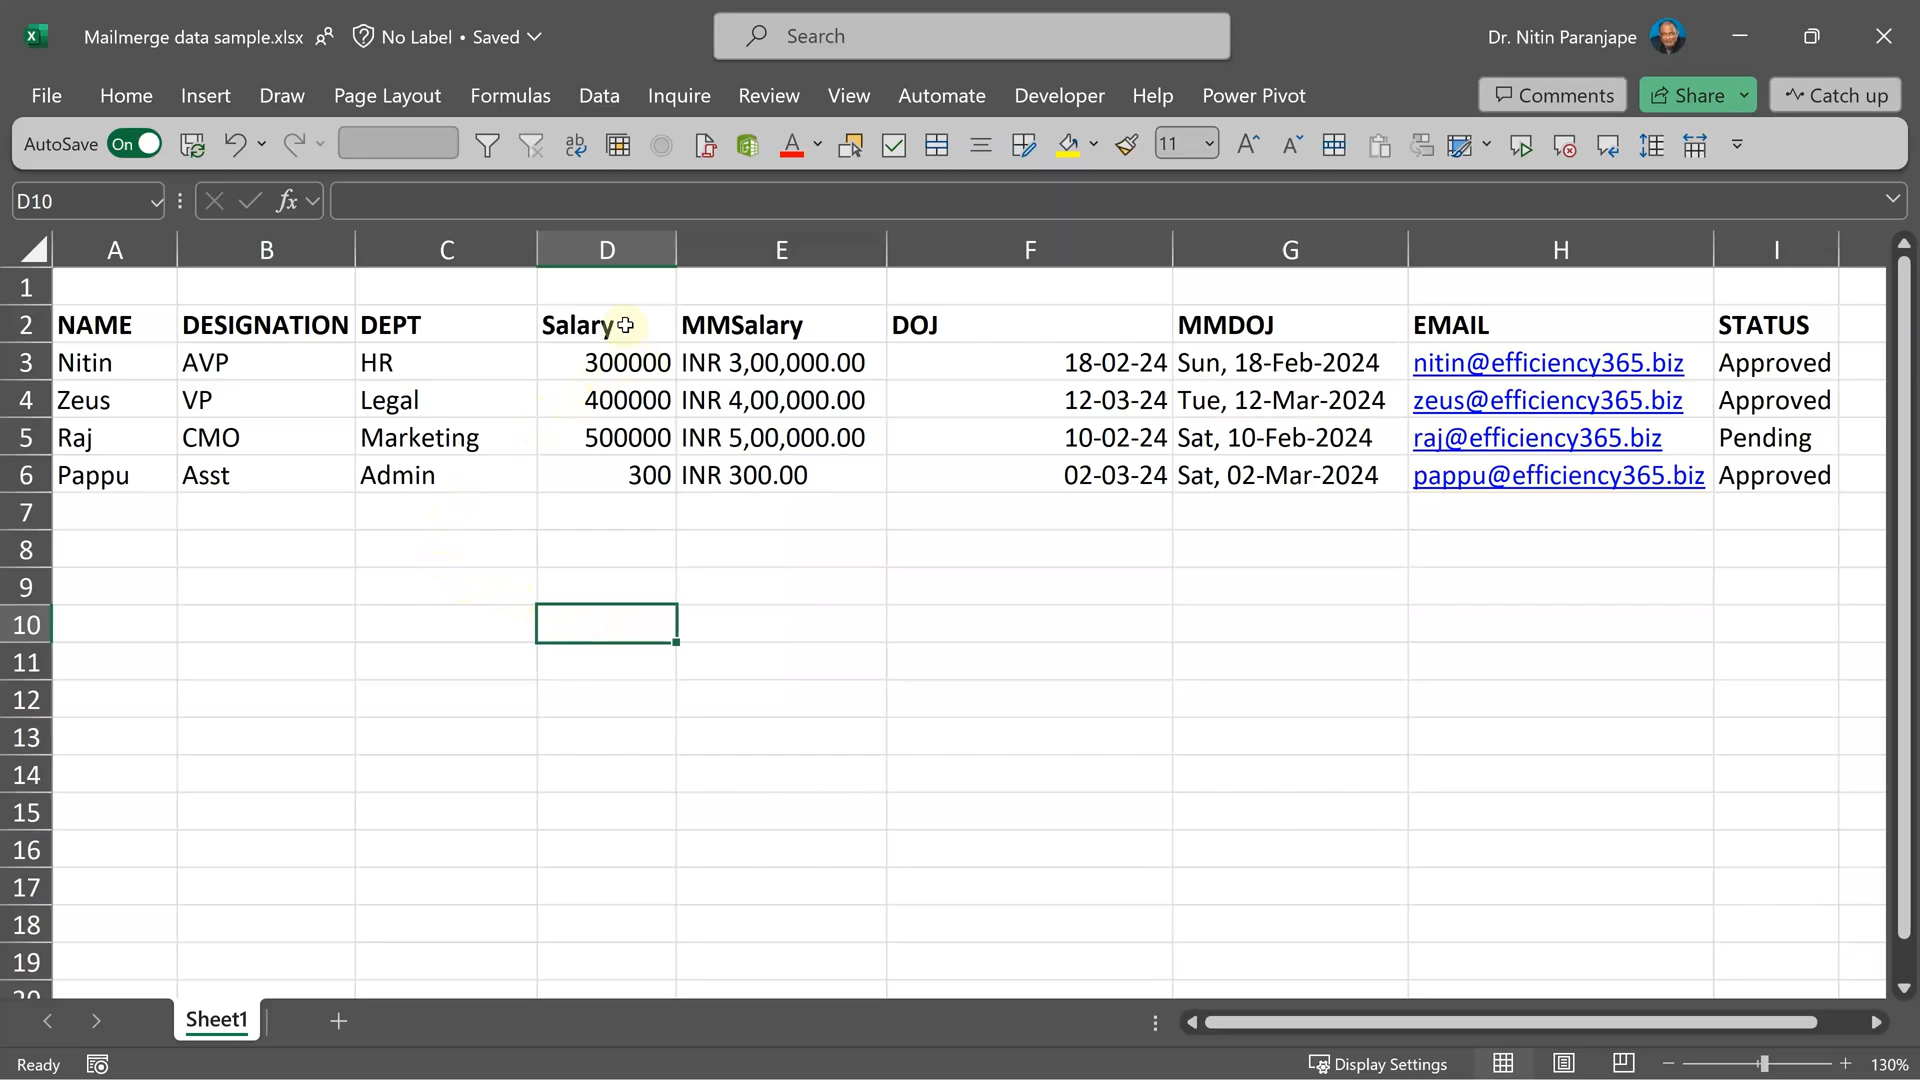 Mailmerge data sample.xlsx No Label • Saved Search Dr. Nitin Paranjape
File Home Insert Draw Page Layout Formulas Data Inquire Review View Automate Developer Help Power Pivot Comments Share Catch up
AutoSave On 11
D10 fx
A B C D E F G H I
1
2 NAME DESIGNATION DEPT Salary MMSalary DOJ MMDOJ EMAIL STATUS
3 Nitin AVP HR 300000 INR 3,00,000.00 18-02-24 Sun, 18-Feb-2024 nitin@efficiency365.biz Approved
4 Zeus VP Legal 400000 INR 4,00,000.00 12-03-24 Tue, 12-Mar-2024 zeus@efficiency365.biz Approved
5 Raj CMO Marketing 500000 INR 5,00,000.00 10-02-24 Sat, 10-Feb-2024 raj@efficiency365.biz Pending
6 Pappu Asst Admin 300 INR 300.00 02-03-24 Sat, 02-Mar-2024 pappu@efficiency365.biz Approved
7
8
9
10
11
12
13
14
15
16
17
18
19
20
Sheet1
Ready Display Settings 130%